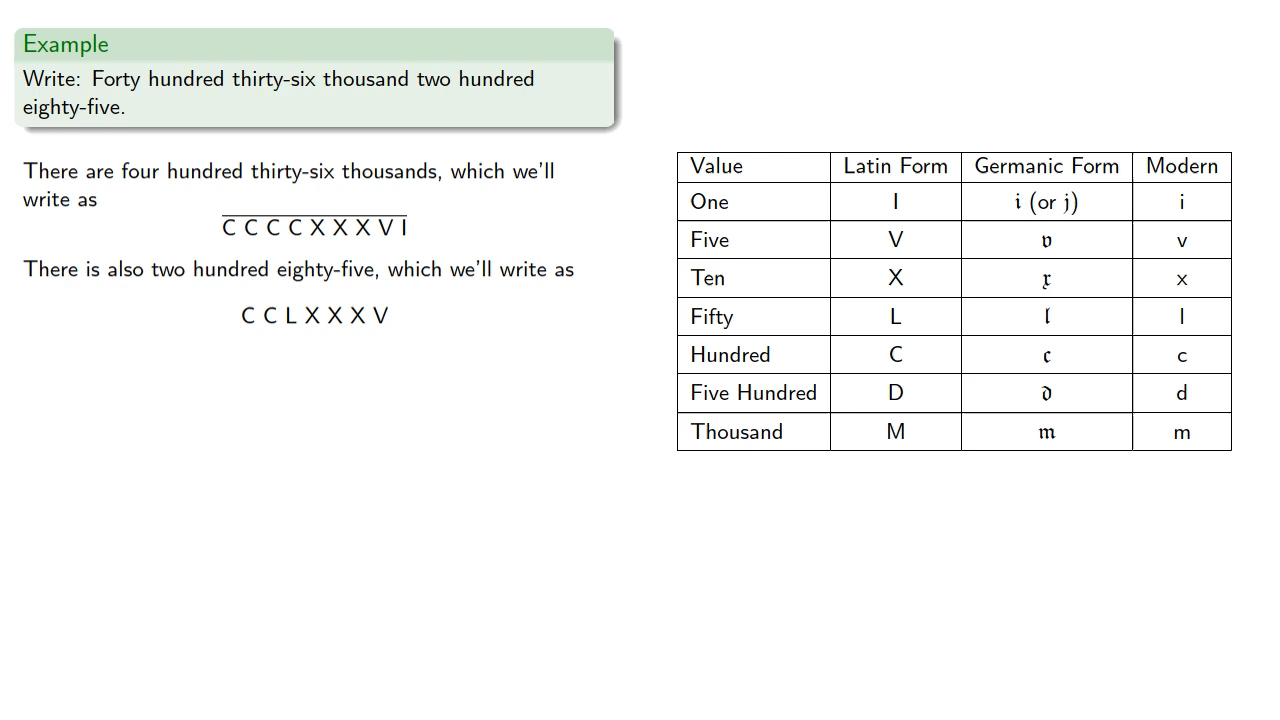 Example
Write: Forty hundred thirty-six thousand two hundred
eighty-five.
There are four hundred thirty-six thousands, which we'll
write as
C C C C X X X V I
There is also two hundred eighty-five, which we'll write as
C C L X X X V
Value Latin Form Germanic Form Modern
One I 𝔦 (or 𝔧) i
Five V 𝔳 v
Ten X 𝔵 x
Fifty L 𝔩 l
Hundred C 𝔠 c
Five Hundred D 𝔡 d
Thousand M 𝔪 m